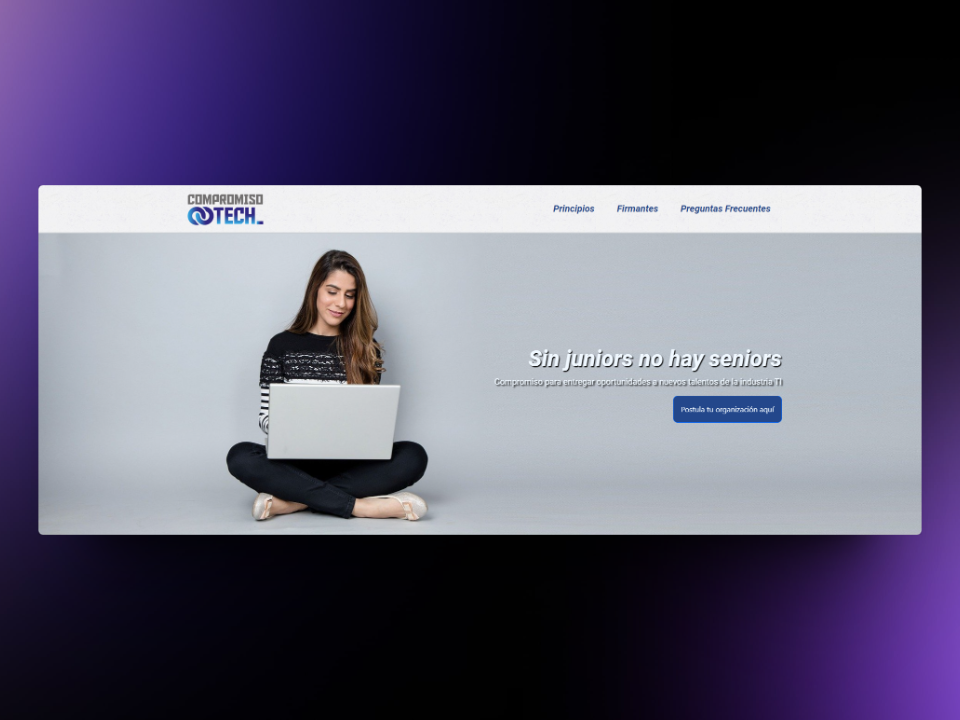 COMPROMISO
TECH_
Principios Firmantes Preguntas Frecuentes
Sin juniors no hay seniors
Compromiso para entregar oportunidades a nuevos talentos de la industria TI
Postula tu organización aquí